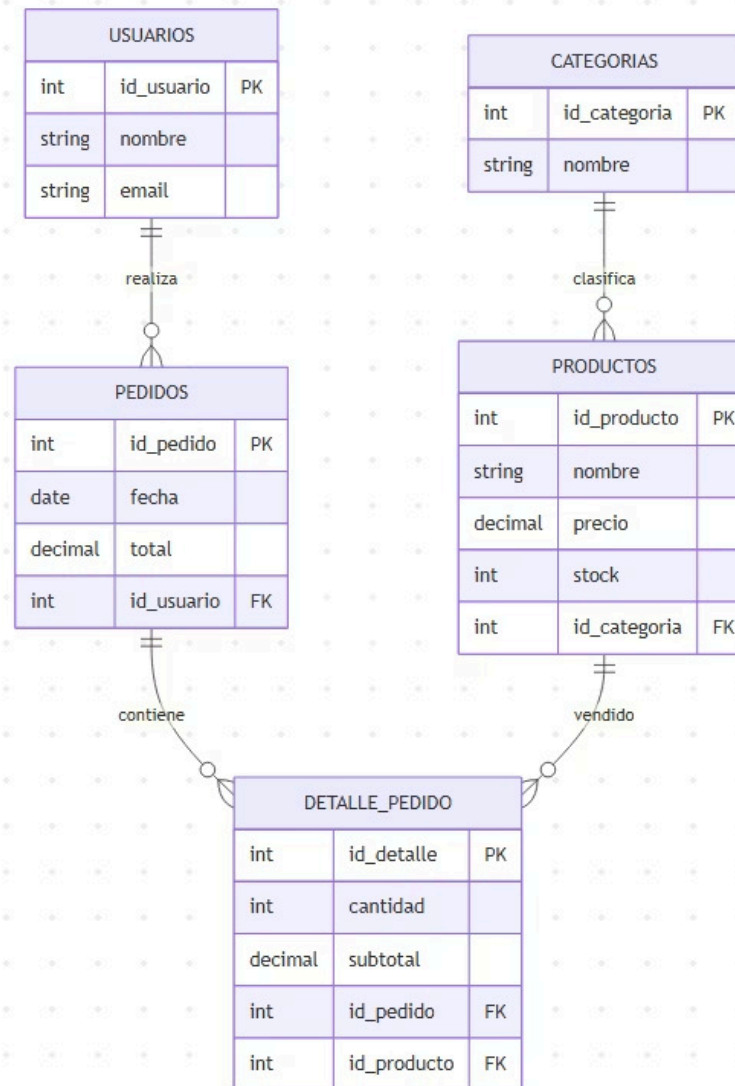 USUARIOS
int id_usuario PK
string nombre
string email
realiza
PEDIDOS
int id_pedido PK
date fecha
decimal total
int id_usuario FK
contiene
CATEGORIAS
int id_categoria PK
string nombre
clasifica
PRODUCTOS
int id_producto PK
string nombre
decimal precio
int stock
int id_categoria FK
vendido
DETALLE_PEDIDO
int id_detalle PK
int cantidad
decimal subtotal
int id_pedido FK
int id_producto FK